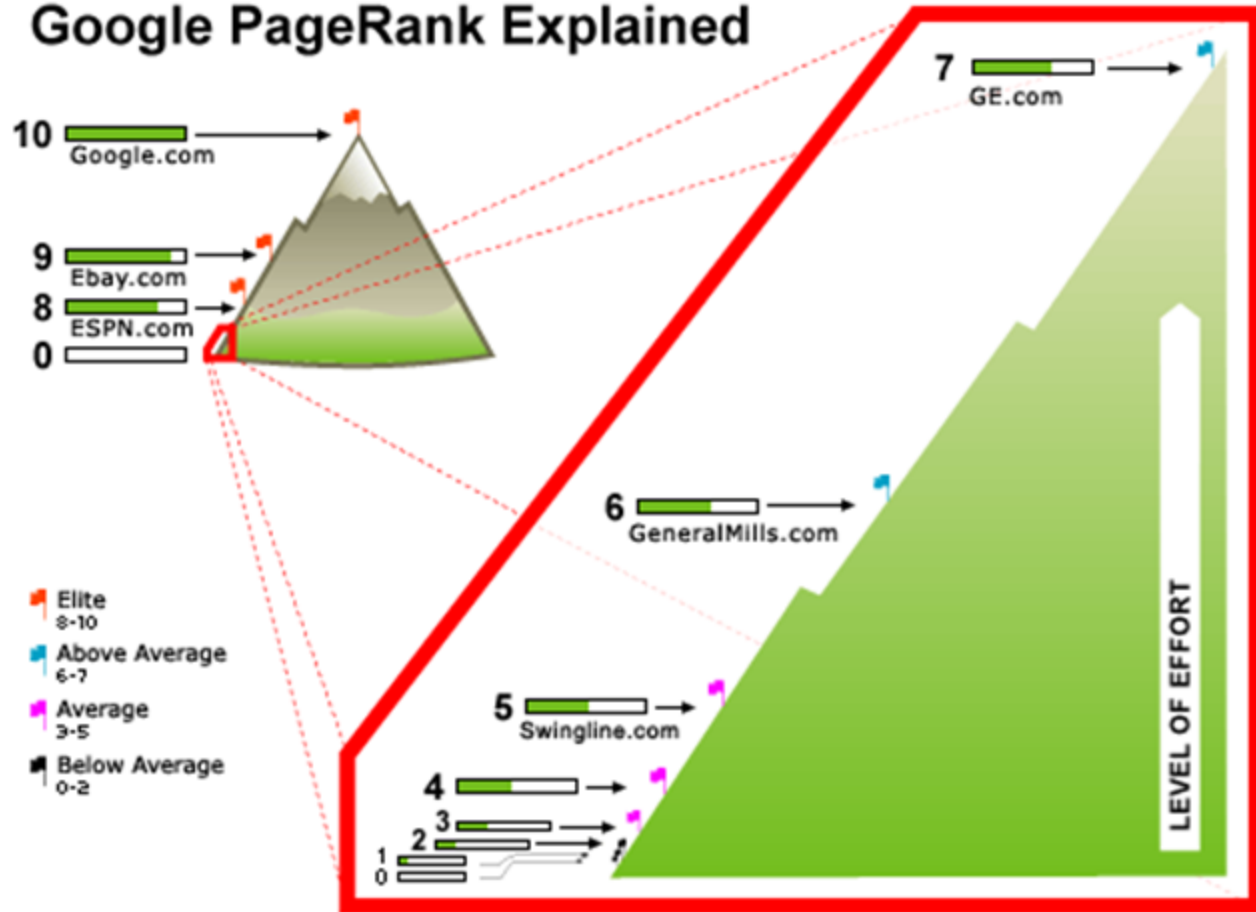 Google PageRank Explained
10
Google.com
9
Ebay.com
8
ESPN.com
0
Elite
8-10
Above Average
6-7
Average
3-5
Below Average
0-2
7
GE.com
6
GeneralMills.com
5
Swingline.com
4
3
2
1
0
LEVEL OF EFFORT